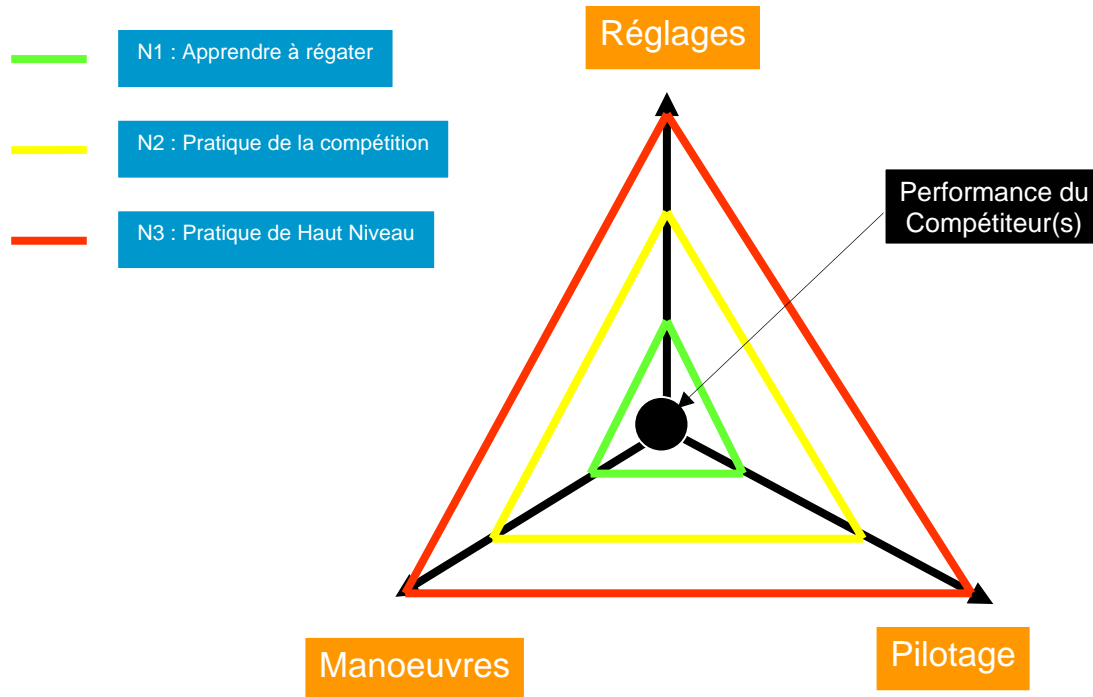 Réglages
N1 : Apprendre à régater
N2 : Pratique de la compétition
N3 : Pratique de Haut Niveau
Performance du
Compétiteur(s)
Manoeuvres
Pilotage